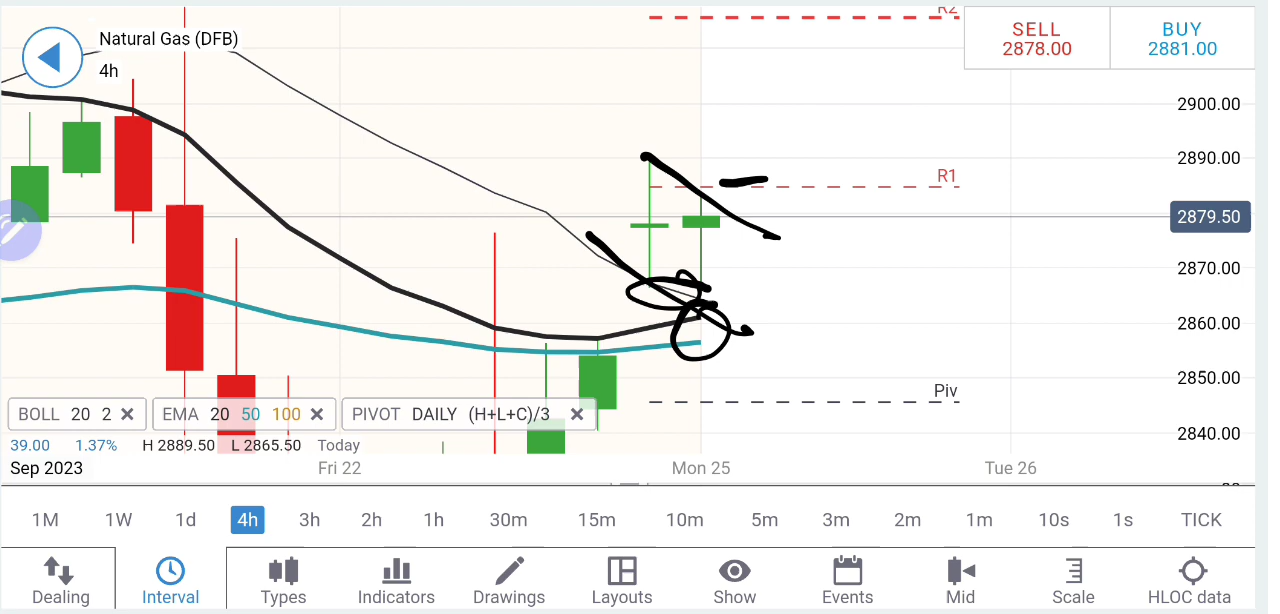 R2
Natural Gas (DFB)
4h
SELL
2878.00
BUY
2881.00
2900.00
2890.00
R1
2879.50
2870.00
2860.00
2850.00
Piv
BOLL 20 2 ×
EMA 20 50 100 ×
PIVOT DAILY (H+L+C)/3 ×
2840.00
39.00 1.37% H 2889.50 L 2865.50 Today
Sep 2023 Fri 22 Mon 25 Tue 26
1M 1W 1d 4h 3h 2h 1h 30m 15m 10m 5m 3m 2m 1m 10s 1s TICK
Dealing Interval Types Indicators Drawings Layouts Show Events Mid Scale HLOC data